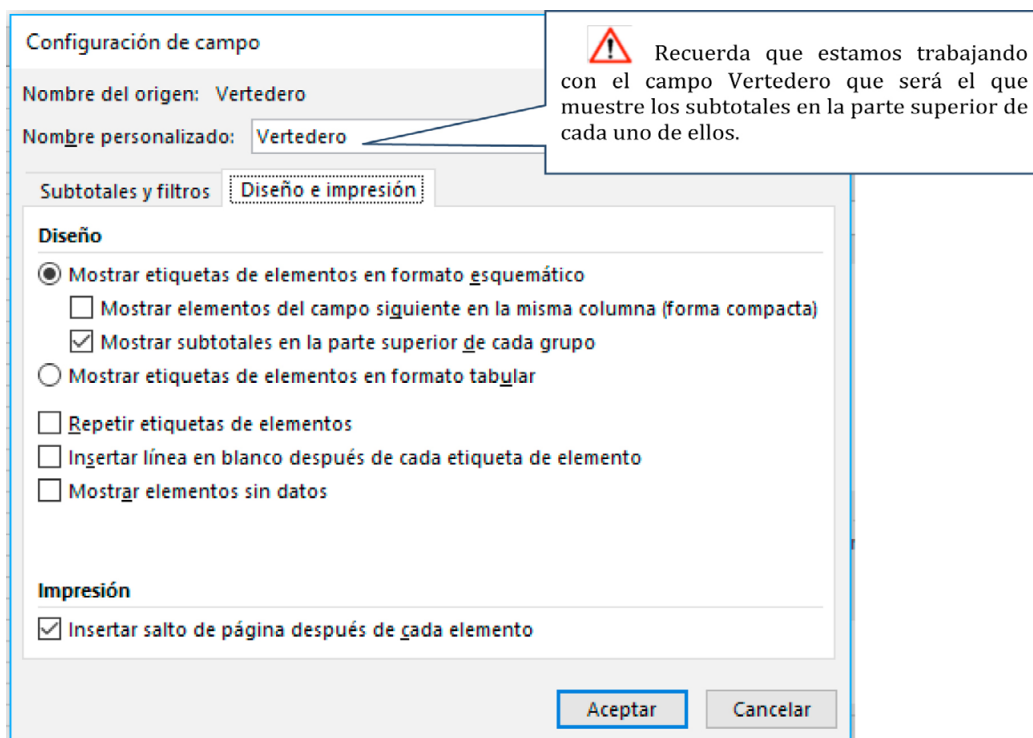 Configuración de campo
Recuerda que estamos trabajando
con el campo Vertedero que será el que
muestre los subtotales en la parte superior de
cada uno de ellos.
Nombre del origen: Vertedero
Nombre personalizado: Vertedero
Subtotales y filtros Diseño e impresión
Diseño
Mostrar etiquetas de elementos en formato esquemático
Mostrar elementos del campo siguiente en la misma columna (forma compacta)
Mostrar subtotales en la parte superior de cada grupo
Mostrar etiquetas de elementos en formato tabular
Repetir etiquetas de elementos
Insertar línea en blanco después de cada etiqueta de elemento
Mostrar elementos sin datos
Impresión
Insertar salto de página después de cada elemento
Aceptar Cancelar